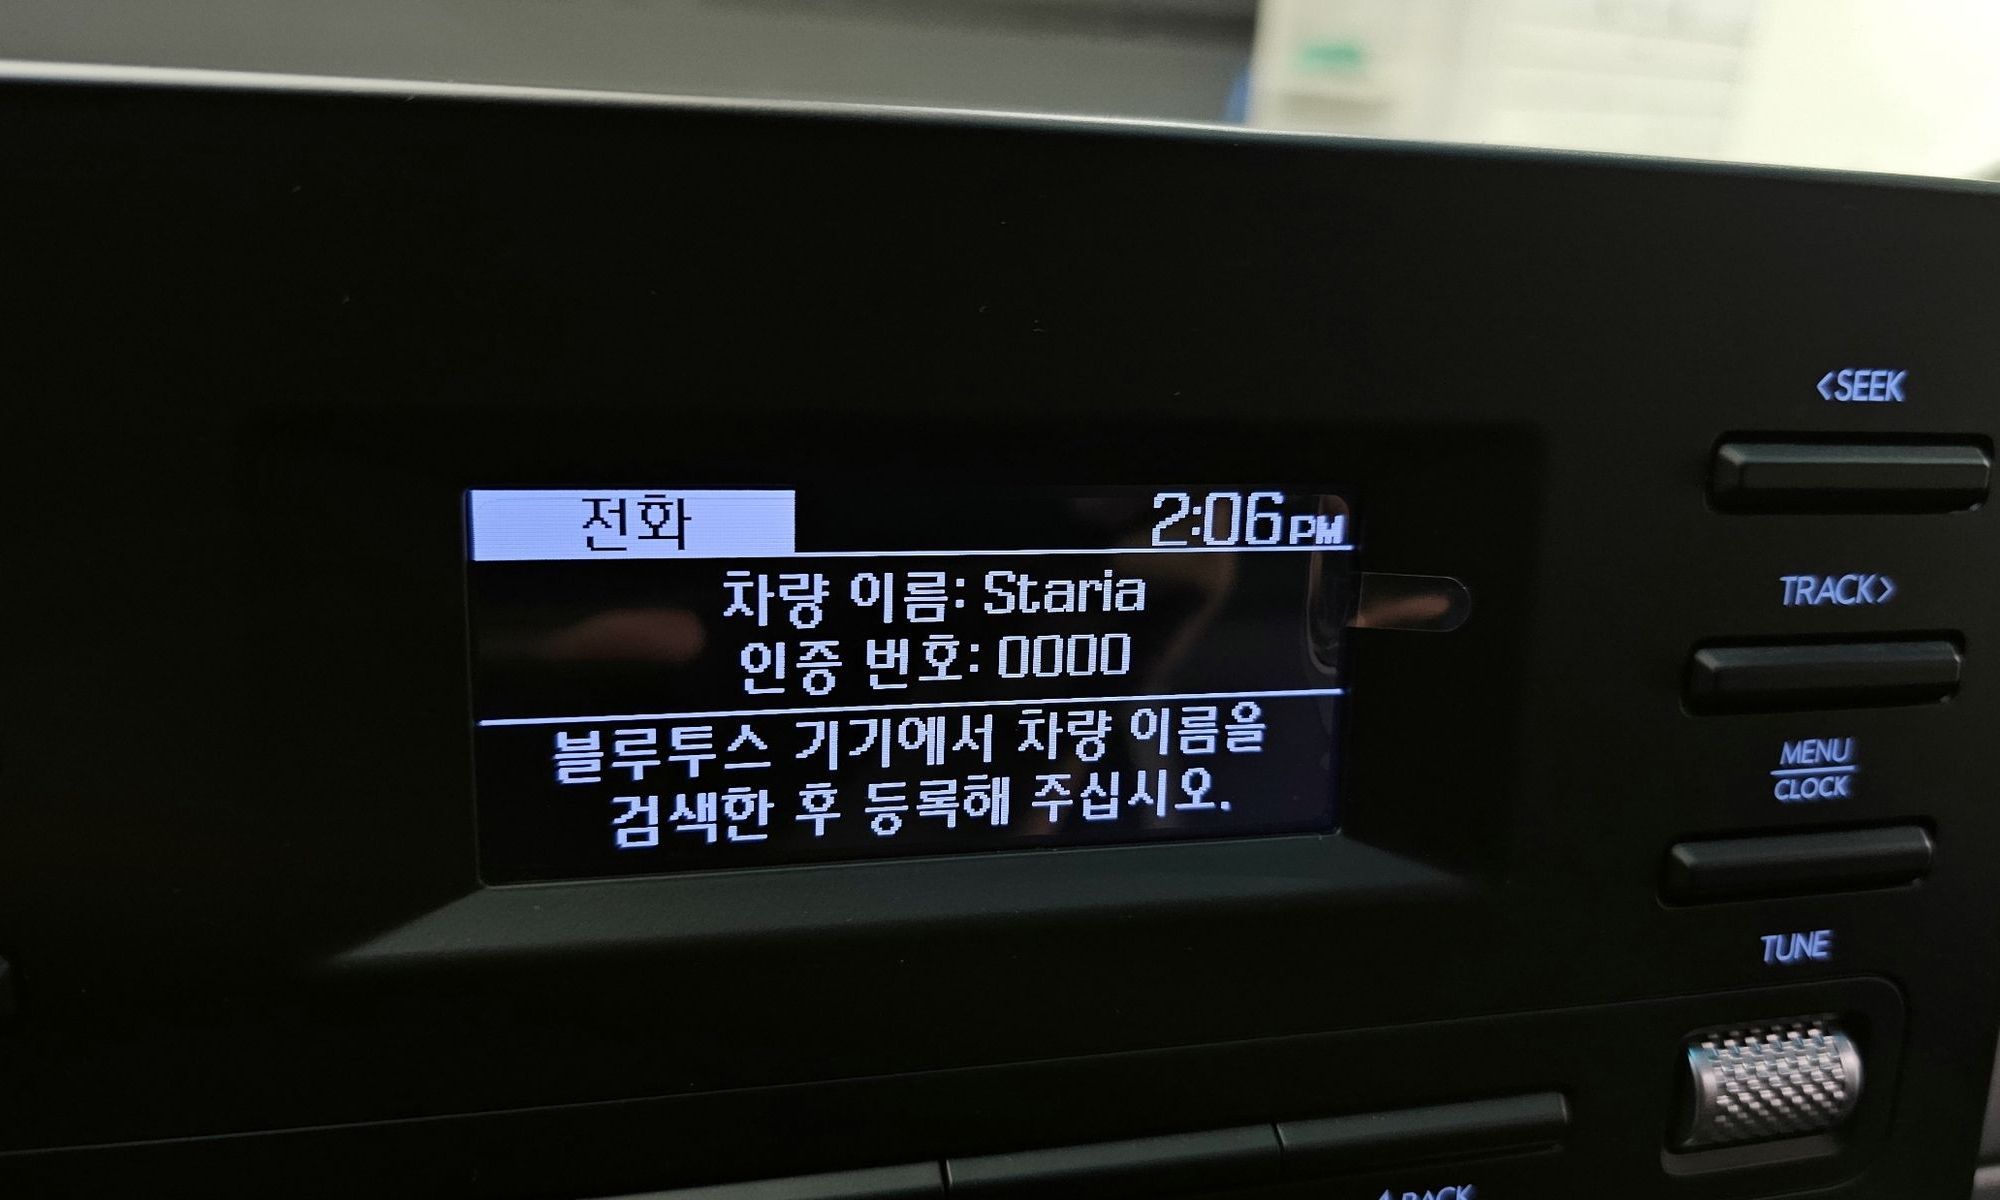 전화 2:06 PM
차량 이름: Staria
인증 번호: 0000
블루투스 기기에서 차량 이름을
검색한 후 등록해 주십시오.
<SEEK
TRACK>
MENU
CLOCK
TUNE